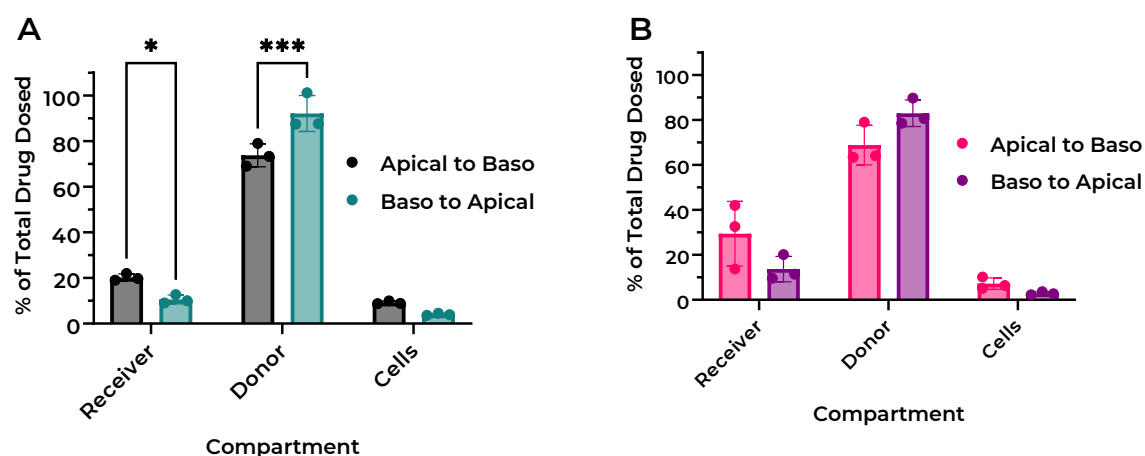 A
% of Total Drug Dosed
100
80
60
40
20
0
*
***
Apical to Baso
Baso to Apical
Receiver
Donor
Cells
Compartment
B
% of Total Drug Dosed
100
80
60
40
20
0
Apical to Baso
Baso to Apical
Receiver
Donor
Cells
Compartment